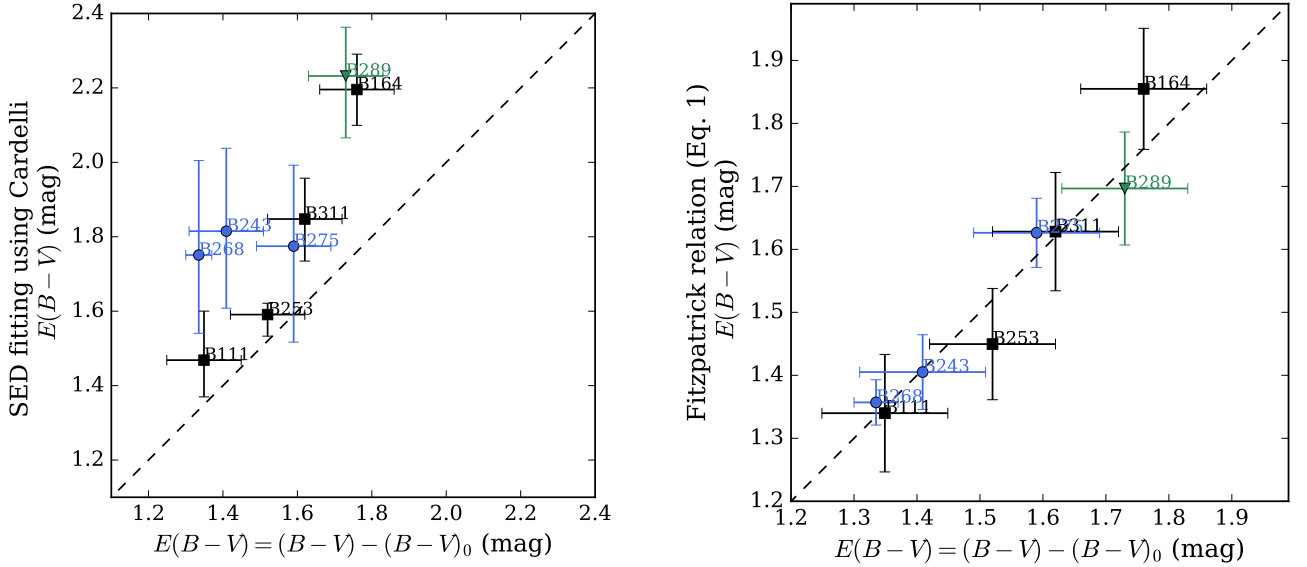 SED fitting using Cardelli
E(B − V) (mag)
2.4
2.2
2.0
1.8
1.6
1.4
1.2
B289
B164
B311
B243
B275
B268
B253
B111
1.2
1.4
1.6
1.8
2.0
2.2
2.4
E(B − V) = (B − V) − (B − V)₀ (mag)
Fitzpatrick relation (Eq. 1)
E(B − V) (mag)
1.9
1.8
1.7
1.6
1.5
1.4
1.3
1.2
B164
B289
B311
B253
B243
B268
B111
1.2
1.3
1.4
1.5
1.6
1.7
1.8
1.9
E(B − V) = (B − V) − (B − V)₀ (mag)